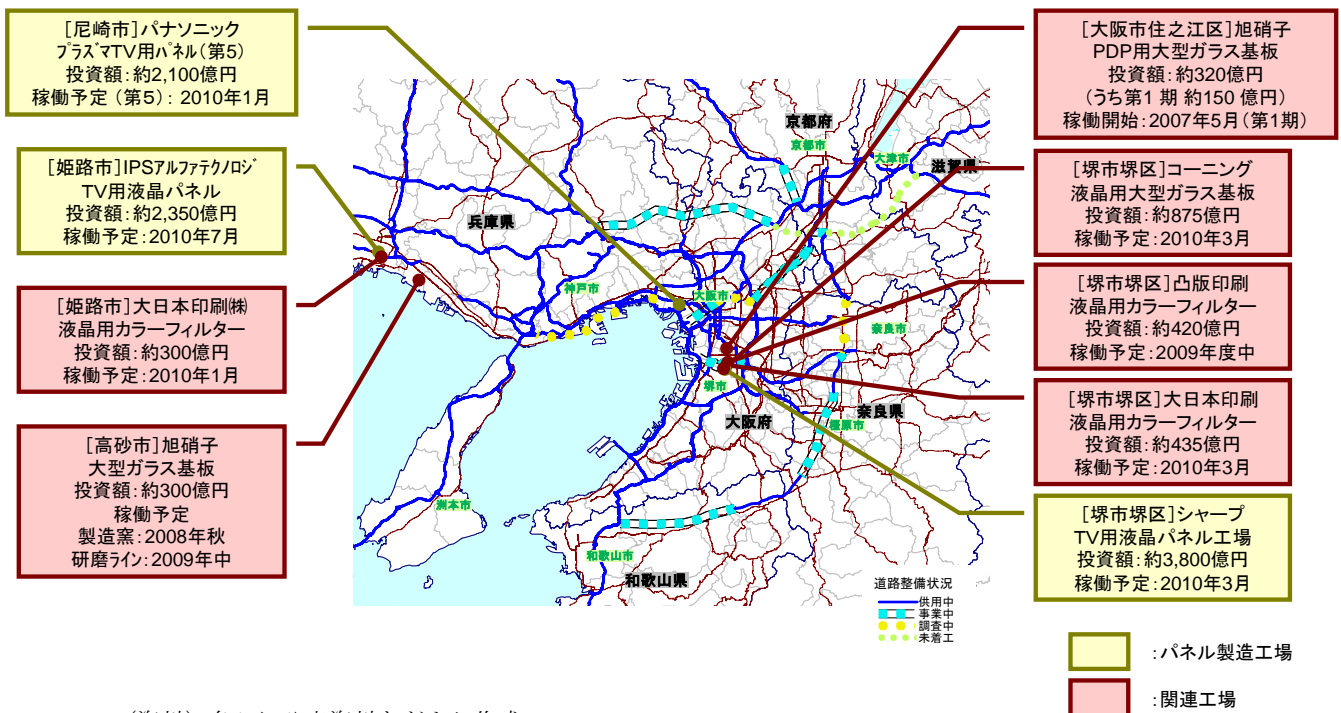 [尼崎市]パナソニック
プラズマTV用パネル(第5)
投資額:約2,100億円
稼働予定(第5):2010年1月
[姫路市]IPSアルファテクノロジ
TV用液晶パネル
投資額:約2,350億円
稼働予定:2010年7月
[姫路市]大日本印刷㈱
液晶用カラーフィルター
投資額:約300億円
稼働予定:2010年1月
[高砂市]旭硝子
大型ガラス基板
投資額:約300億円
稼働予定
製造窯:2008年秋
研磨ライン:2009年中
京都府
京都市
大津市
滋賀県
兵庫県
神戸市
大阪市
奈良市
堺市
大阪府
奈良県
橿原市
洲本市
和歌山市
和歌山県
道路整備状況
供用中
事業中
調査中
未着工
[大阪市住之江区]旭硝子
PDP用大型ガラス基板
投資額:約320億円
(うち第1期 約150億円)
稼働開始:2007年5月(第1期)
[堺市堺区]コーニング
液晶用大型ガラス基板
投資額:約875億円
稼働予定:2010年3月
[堺市堺区]凸版印刷
液晶用カラーフィルター
投資額:約420億円
稼働予定:2009年度中
[堺市堺区]大日本印刷
液晶用カラーフィルター
投資額:約435億円
稼働予定:2010年3月
[堺市堺区]シャープ
TV用液晶パネル工場
投資額:約3,800億円
稼働予定:2010年3月
:パネル製造工場
:関連工場